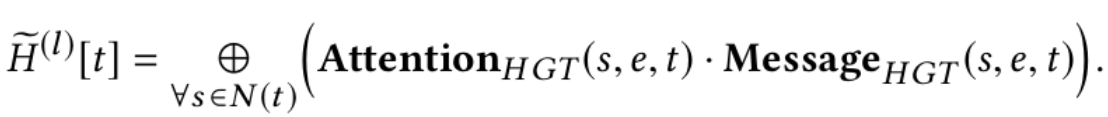 H̃^(l)[t] = ⊕_{∀s∈N(t)} (Attention_HGT(s, e, t) · Message_HGT(s, e, t)).